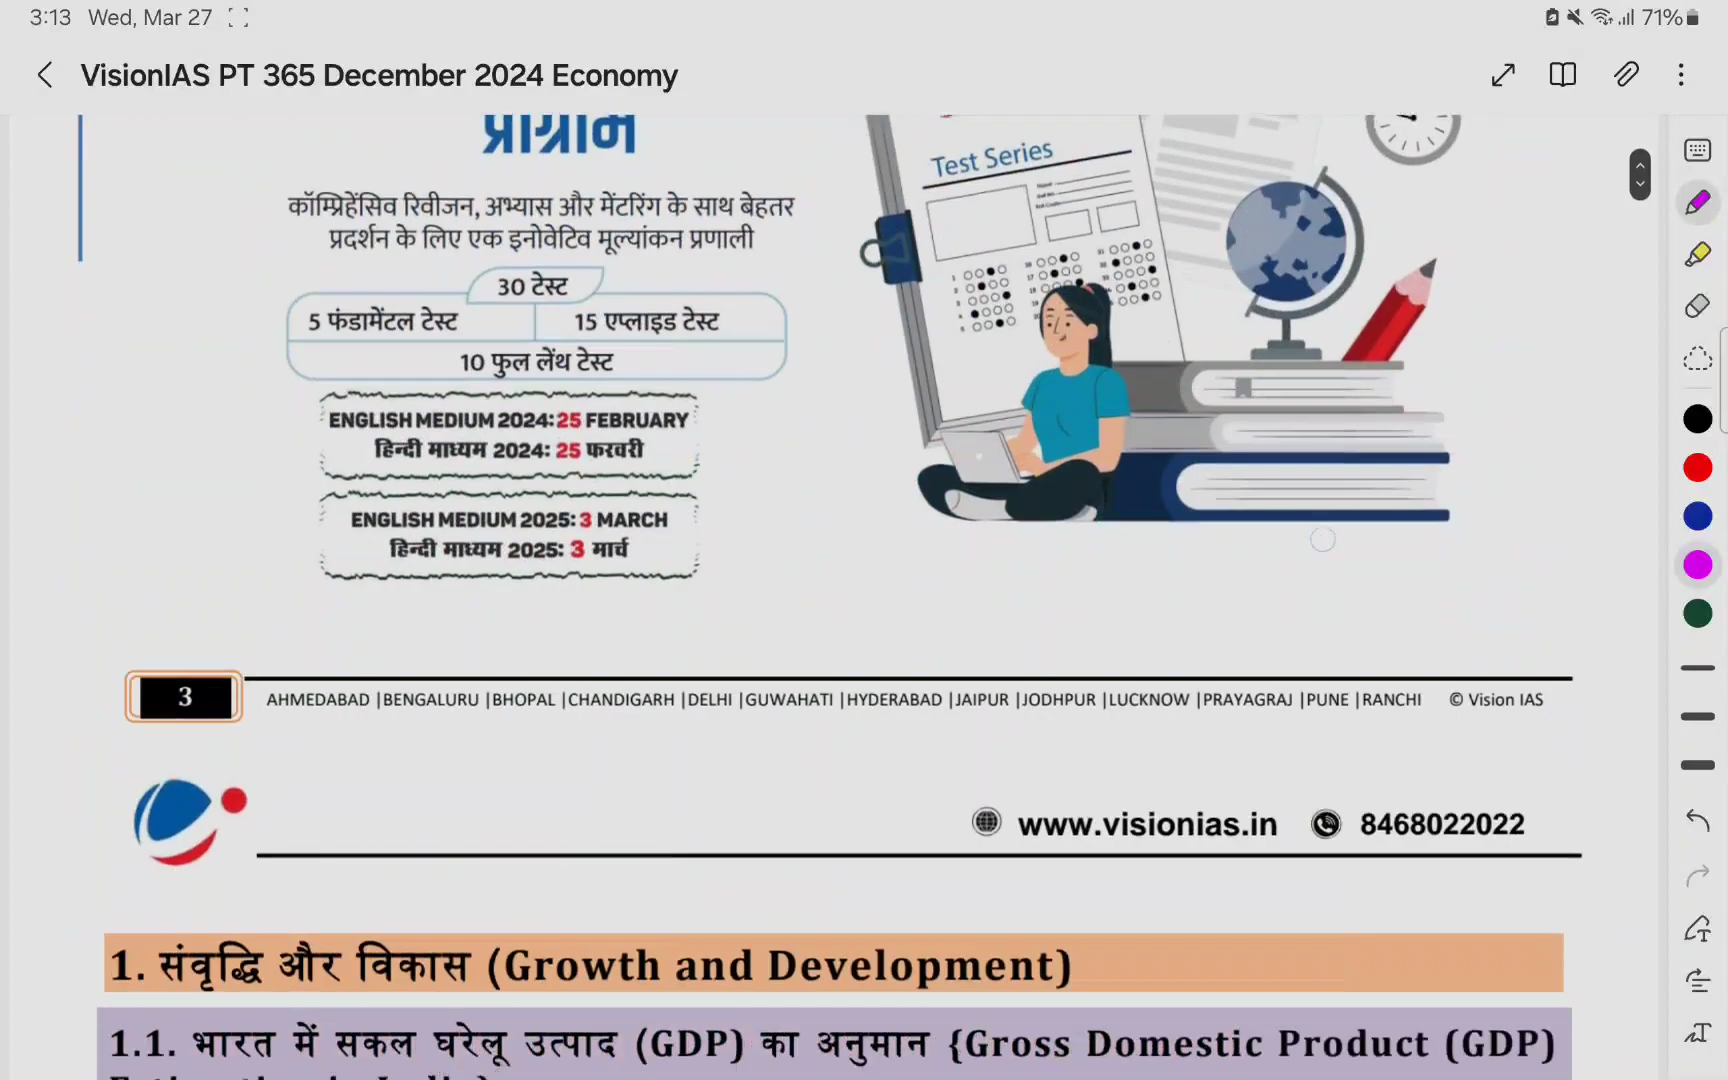 3:13 Wed, Mar 27
71%
VisionIAS PT 365 December 2024 Economy
प्रोग्राम
कॉम्प्रिहेंसिव रिवीजन, अभ्यास और मेंटरिंग के साथ बेहतर
प्रदर्शन के लिए एक इनोवेटिव मूल्यांकन प्रणाली
30 टेस्ट
5 फंडामेंटल टेस्ट 15 एप्लाइड टेस्ट
10 फुल लेंथ टेस्ट
ENGLISH MEDIUM 2024: 25 FEBRUARY
हिन्दी माध्यम 2024: 25 फरवरी
ENGLISH MEDIUM 2025: 3 MARCH
हिन्दी माध्यम 2025: 3 मार्च
Test Series
3 AHMEDABAD |BENGALURU |BHOPAL |CHANDIGARH |DELHI |GUWAHATI |HYDERABAD |JAIPUR |JODHPUR |LUCKNOW |PRAYAGRAJ |PUNE |RANCHI © Vision IAS
www.visionias.in 8468022022
1. संवृद्धि और विकास (Growth and Development)
1.1. भारत में सकल घरेलू उत्पाद (GDP) का अनुमान {Gross Domestic Product (GDP)